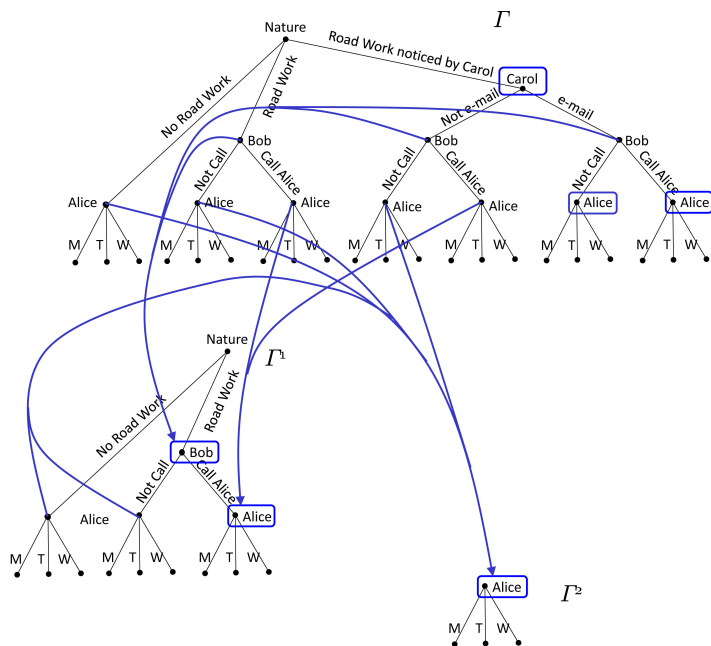 Γ
Nature
Road Work noticed by Carol
Carol
No Road Work
Road Work
Not e-mail
e-mail
Bob
Bob
Bob
Not Call
Call Alice
Not Call
Call Alice
Not Call
Call Alice
Alice
Alice
Alice
Alice
Alice
Alice
Alice
M T W
M T W
M T W
M T W
M T W
M T W
M T W
Nature
Γ¹
No Road Work
Road Work
Bob
Not Call
Call Alice
Alice
Alice
M T W
M T W
M T W
Alice
Γ²
M T W